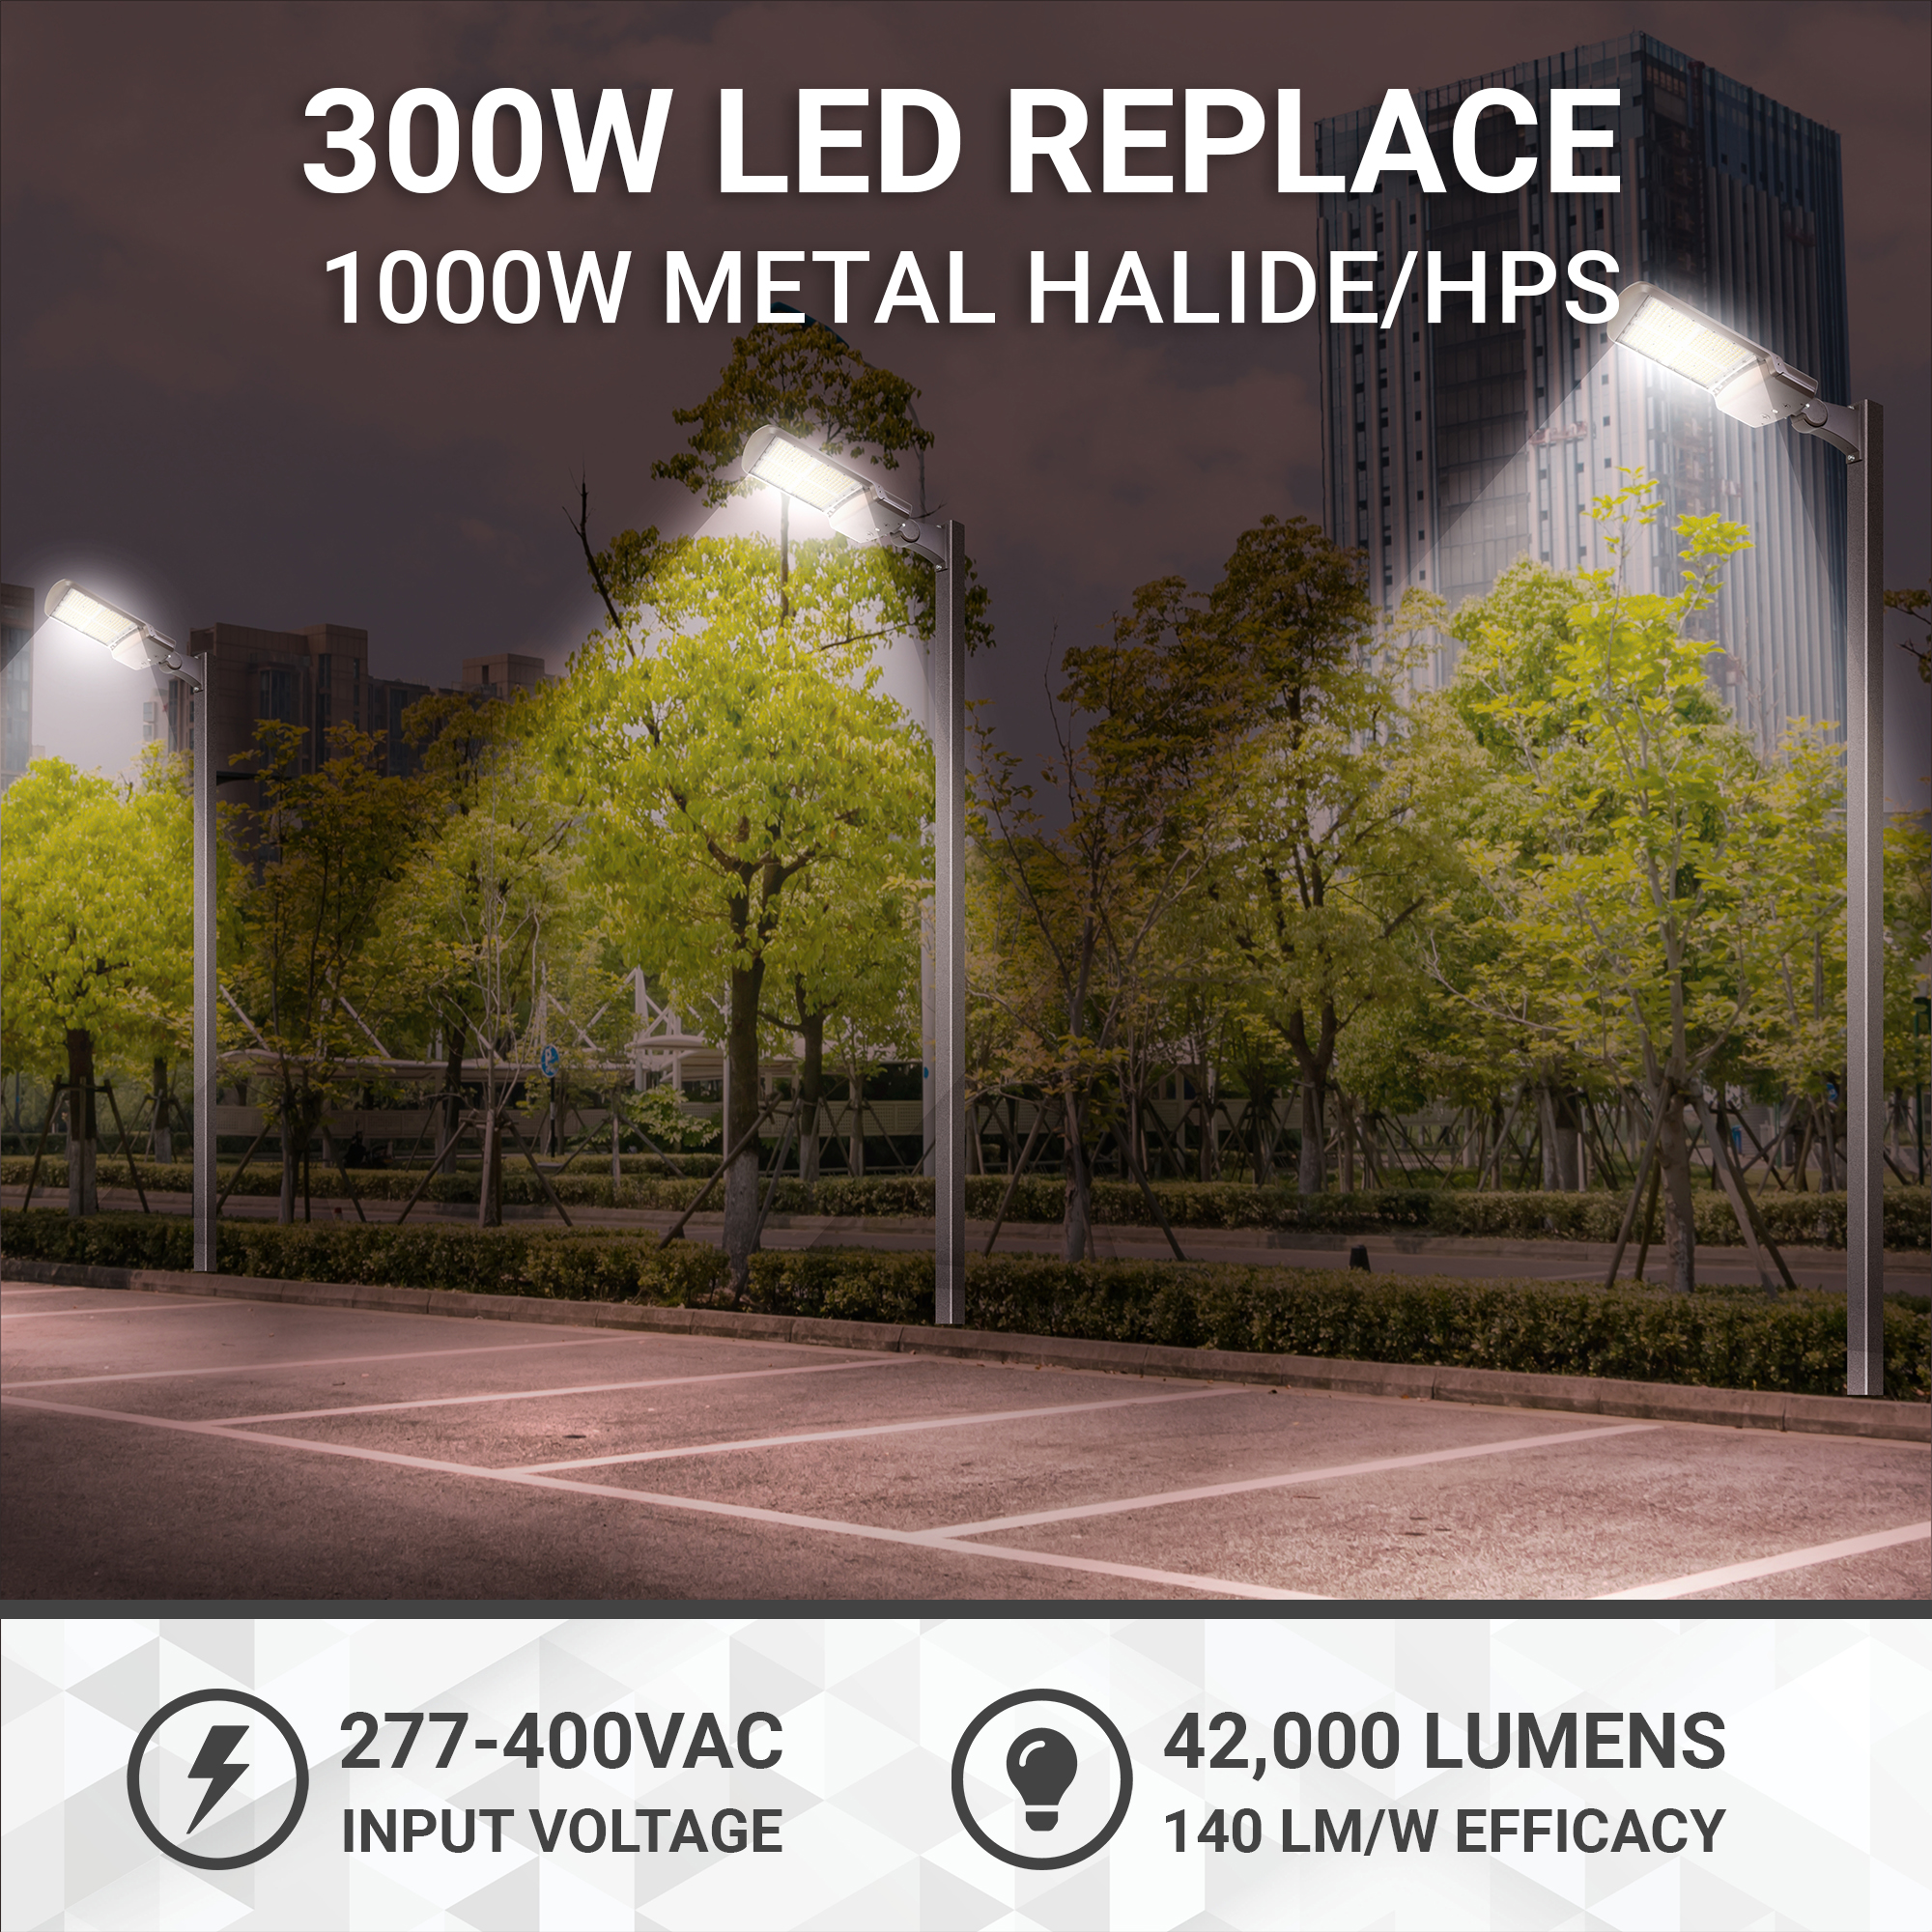 300W LED REPLACE
1000W METAL HALIDE/HPS
277-400VAC
INPUT VOLTAGE
42,000 LUMENS
140 LM/W EFFICACY